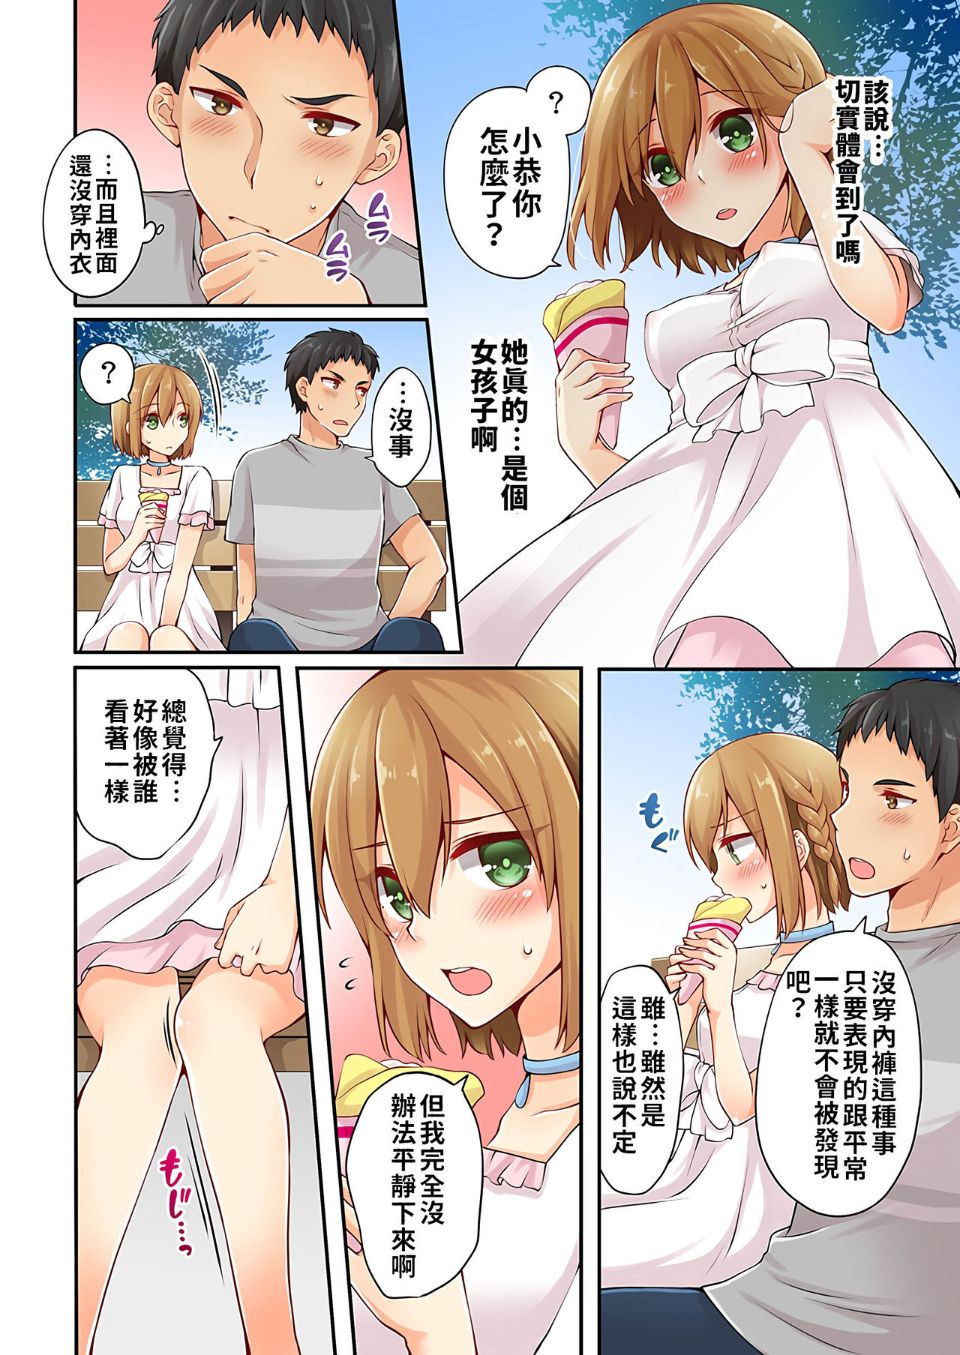 該說…
切實體會到了嗎
？
小恭你
怎麼了？
她真的…是個
女孩子啊
…而且裡面
還沒穿內衣
ムラ
ムラ
…沒事
？
沒穿內褲這種事
只要表現的跟平常
一樣就不會被發現
吧？
もぐ
雖…雖然是
這樣也說不定
但我完全沒
辦法平靜下來啊
總覺得…
好像被誰
看著一樣
もじ…っ